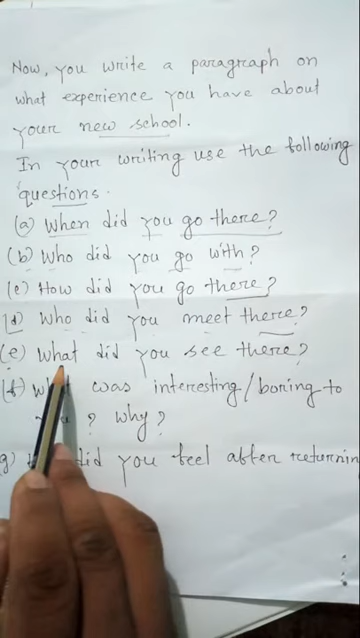 Now, you write a paragraph on
what experience you have about
your new school.
In your writing use the following
questions.
(a) When did you go there?
(b) Who did you go with?
(c) How did you go there?
(d) Who did you meet there?
(e) What did you see there?
(f) was interesting/boring to
? why?
g) did you feel after returnin